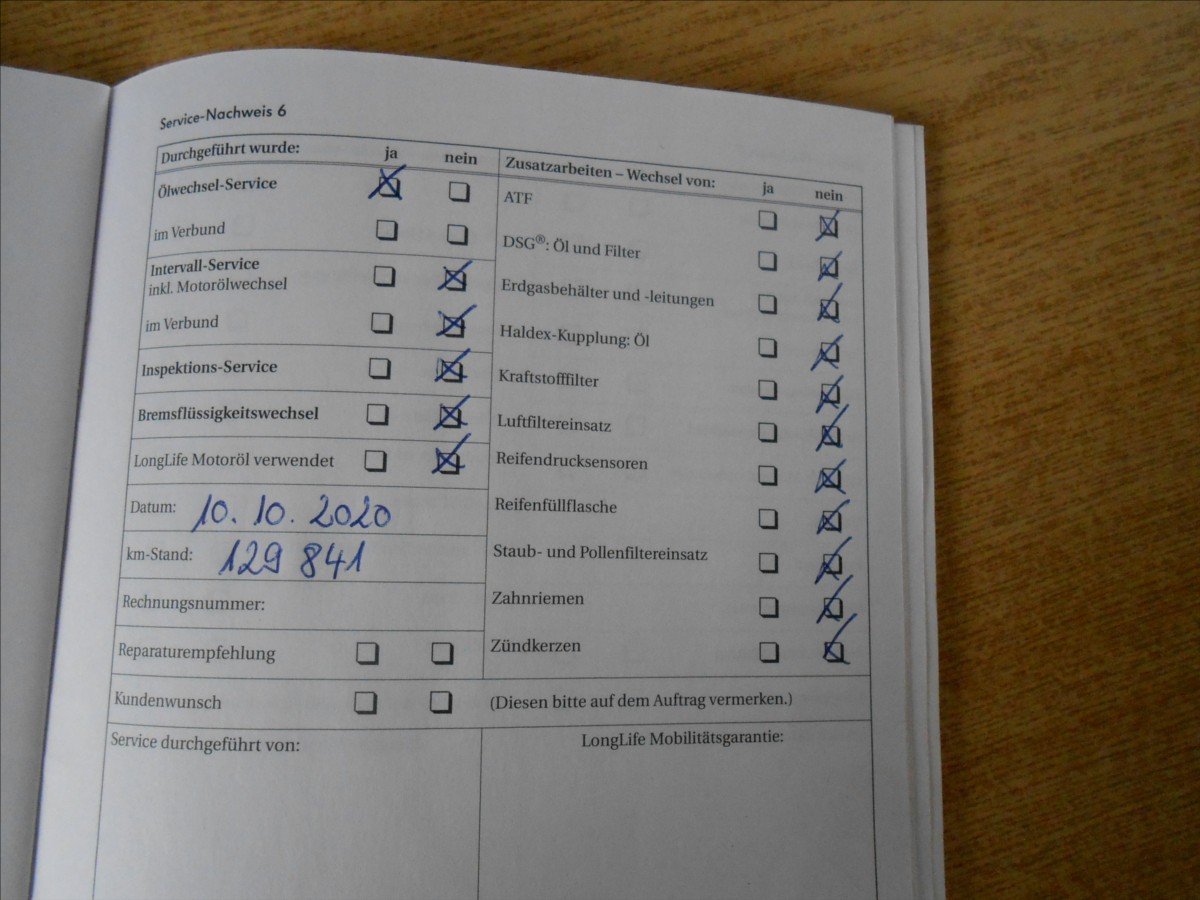 Service-Nachweis 6
Durchgeführt wurde: ja nein
Ölwechsel-Service
im Verbund
Intervall-Service
inkl. Motorölwechsel
im Verbund
Inspektions-Service
Bremsflüssigkeitswechsel
LongLife Motoröl verwendet
Datum: 10.10.2020
km-Stand: 129 841
Rechnungsnummer:
Reparaturempfehlung
Zusatzarbeiten – Wechsel von: ja nein
ATF
DSG®: Öl und Filter
Erdgasbehälter und -leitungen
Haldex-Kupplung: Öl
Kraftstofffilter
Luftfiltereinsatz
Reifendrucksensoren
Reifenfüllflasche
Staub- und Pollenfiltereinsatz
Zahnriemen
Zündkerzen
Kundenwunsch (Diesen bitte auf dem Auftrag vermerken.)
Service durchgeführt von:
LongLife Mobilitätsgarantie: